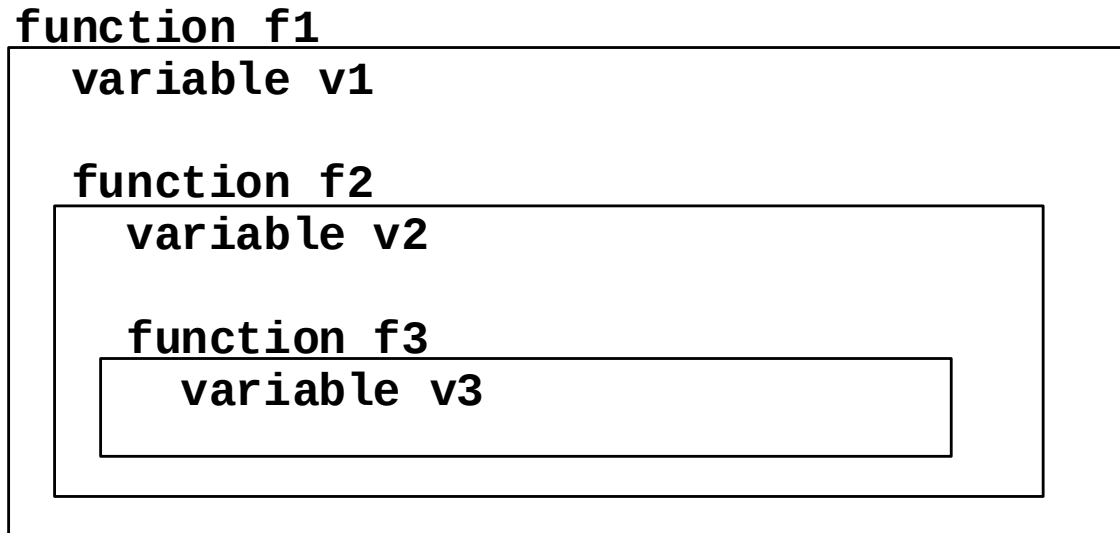 function f1
variable v1
function f2
variable v2
function f3
variable v3